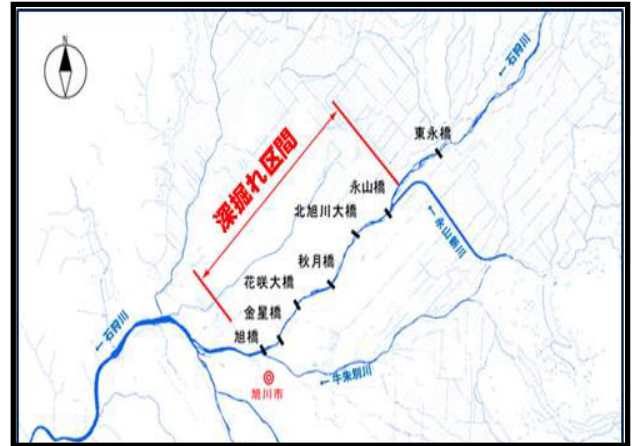 N
← 石狩川
東永橋
深掘れ区間
永山橋
北旭川大橋
← 永山新川
秋月橋
花咲大橋
金星橋
旭橋
← 石狩川
← 牛朱別川
旭川市